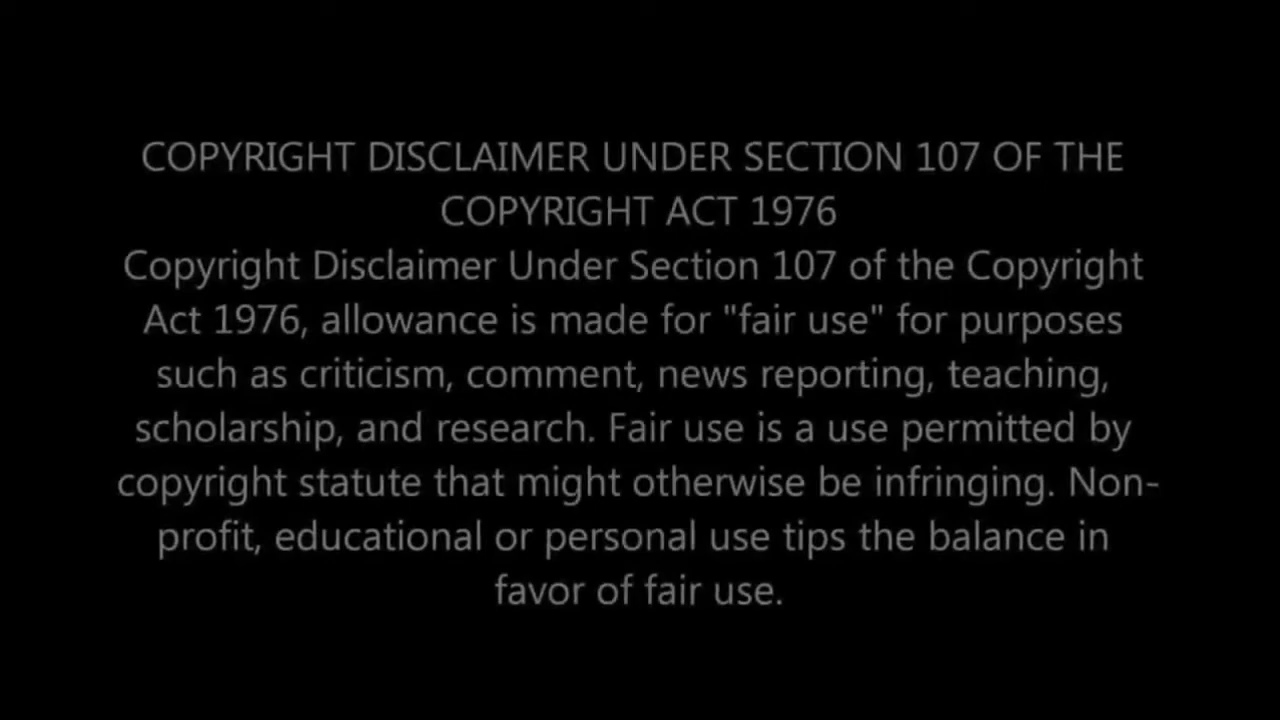 COPYRIGHT DISCLAIMER UNDER SECTION 107 OF THE
COPYRIGHT ACT 1976
Copyright Disclaimer Under Section 107 of the Copyright
Act 1976, allowance is made for "fair use" for purposes
such as criticism, comment, news reporting, teaching,
scholarship, and research. Fair use is a use permitted by
copyright statute that might otherwise be infringing. Non-
profit, educational or personal use tips the balance in
favor of fair use.